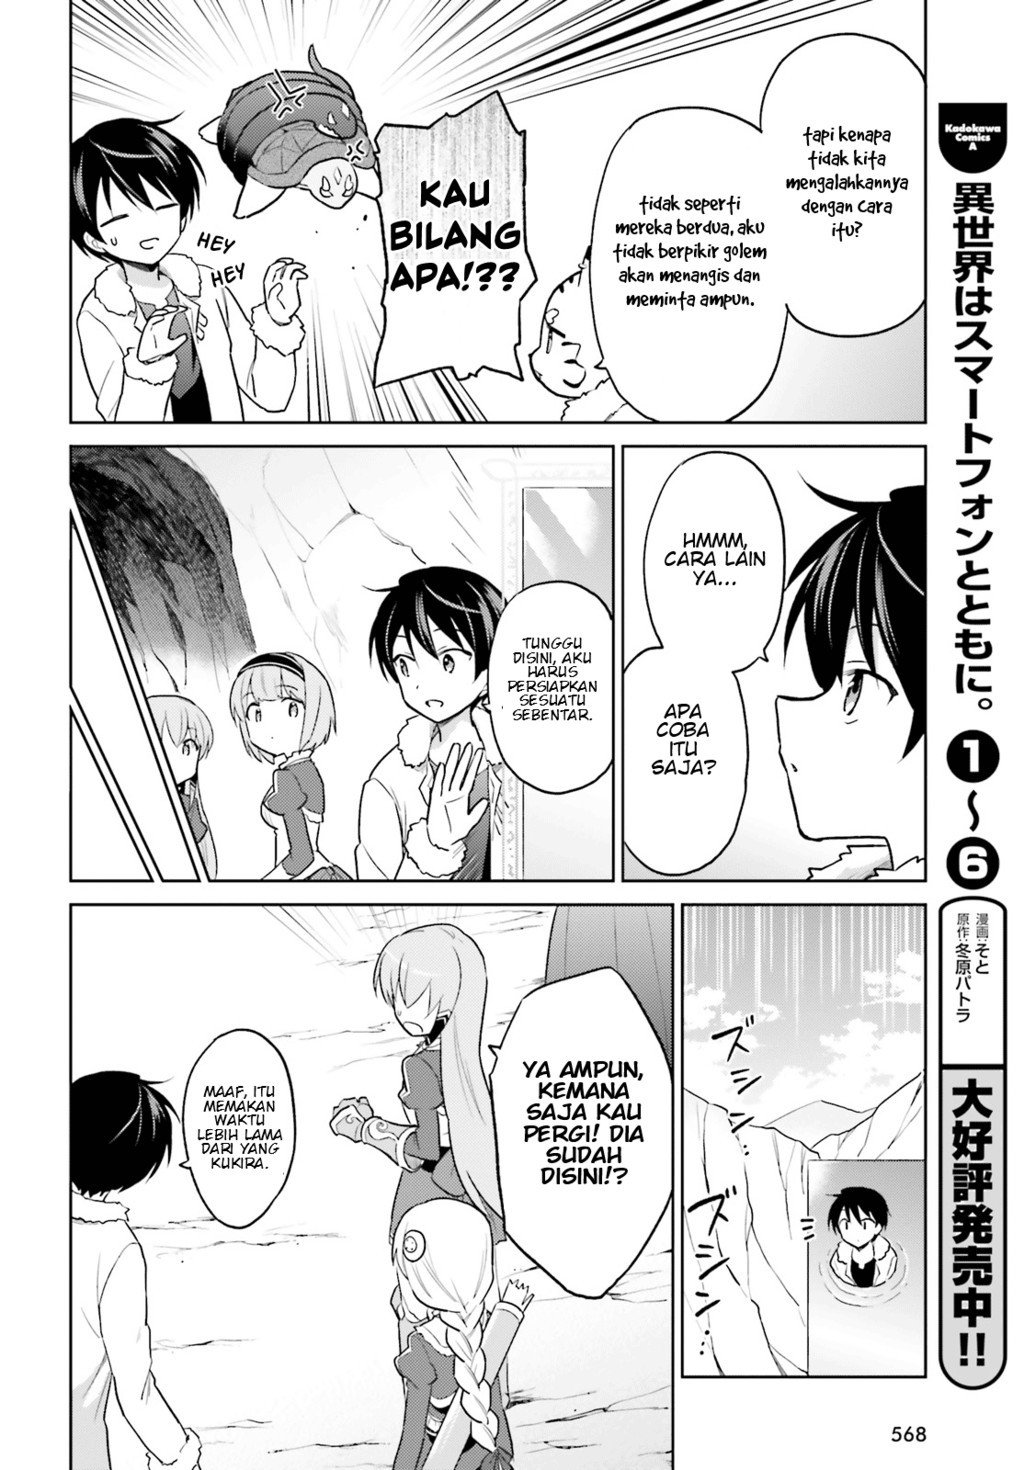 tapi kenapa
tidak kita
mengalahkannya
dengan cara
itu?
tidak seperti
mereka berdua, aku
tidak berpikir golem
akan menangis dan
meminta ampun.
KAU
BILANG
APA!??
HEY
HEY
HMMM,
CARA LAIN
YA...
APA
COBA
ITU
SAJA?
TUNGGU
DISINI, AKU
HARUS
PERSIAPKAN
SESUATU
SEBENTAR.
ズズ
ズズ...
YA AMPUN,
KEMANA
SAJA KAU
PERGI! DIA
SUDAH
DISINI!?
MAAF, ITU
MEMAKAN
WAKTU
LEBIH LAMA
DARI YANG
KUKIRA.
Kadokawa
Comics
A
異世界はスマートフォンとともに。
1～6
漫画:そと
原作:冬原パトラ
大好評発売中!!
568